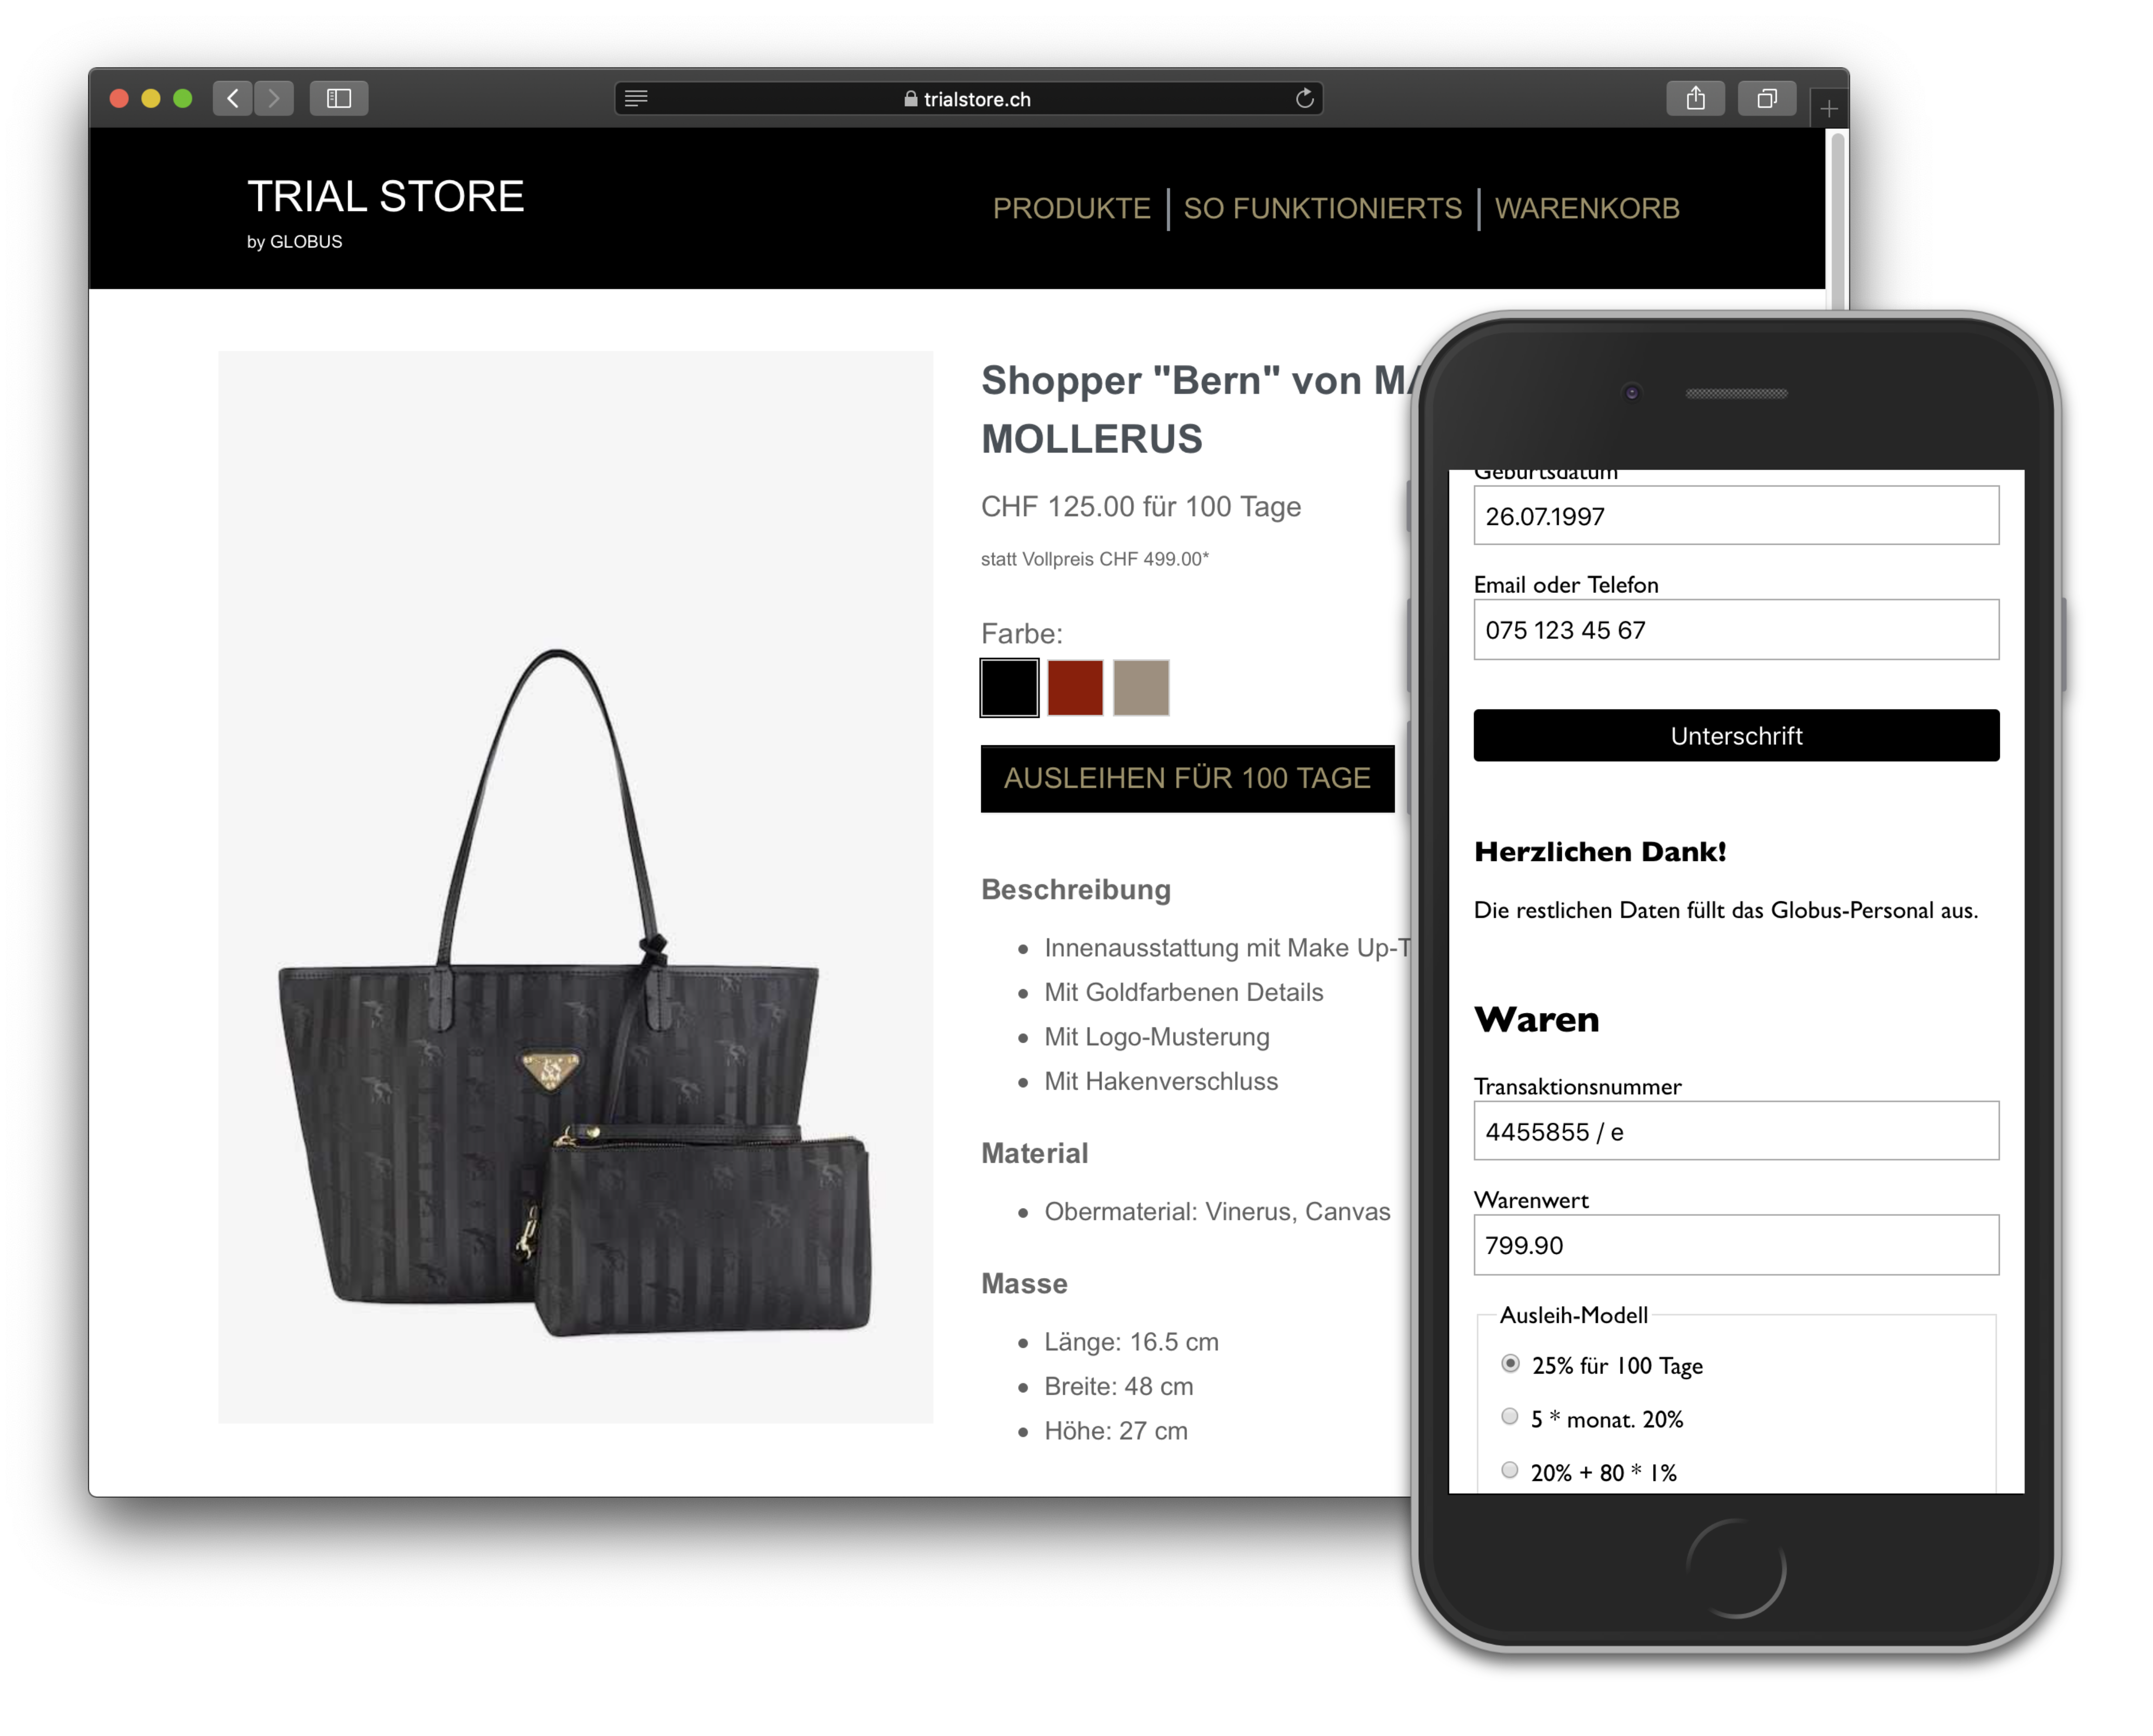 trialstore.ch
TRIAL STORE
by GLOBUS
PRODUKTE
SO FUNKTIONIERTS
WARENKORB
Shopper "Bern" von
MOLLERUS
CHF 125.00 für 100 Tage
statt Vollpreis CHF 499.00*
Farbe:
AUSLEIHEN FÜR 100 TAGE
Beschreibung
Innenausstattung mit Make Up-T
Mit Goldfarbenen Details
Mit Logo-Musterung
Mit Hakenverschluss
Material
Obermaterial: Vinerus, Canvas
Masse
Länge: 16.5 cm
Breite: 48 cm
Höhe: 27 cm
Geburtsdatum
26.07.1997
Email oder Telefon
075 123 45 67
Unterschrift
Herzlichen Dank!
Die restlichen Daten füllt das Globus-Personal aus.
Waren
Transaktionsnummer
4455855 / e
Warenwert
799.90
Ausleih-Modell
25% für 100 Tage
5 * monat. 20%
20% + 80 * 1%